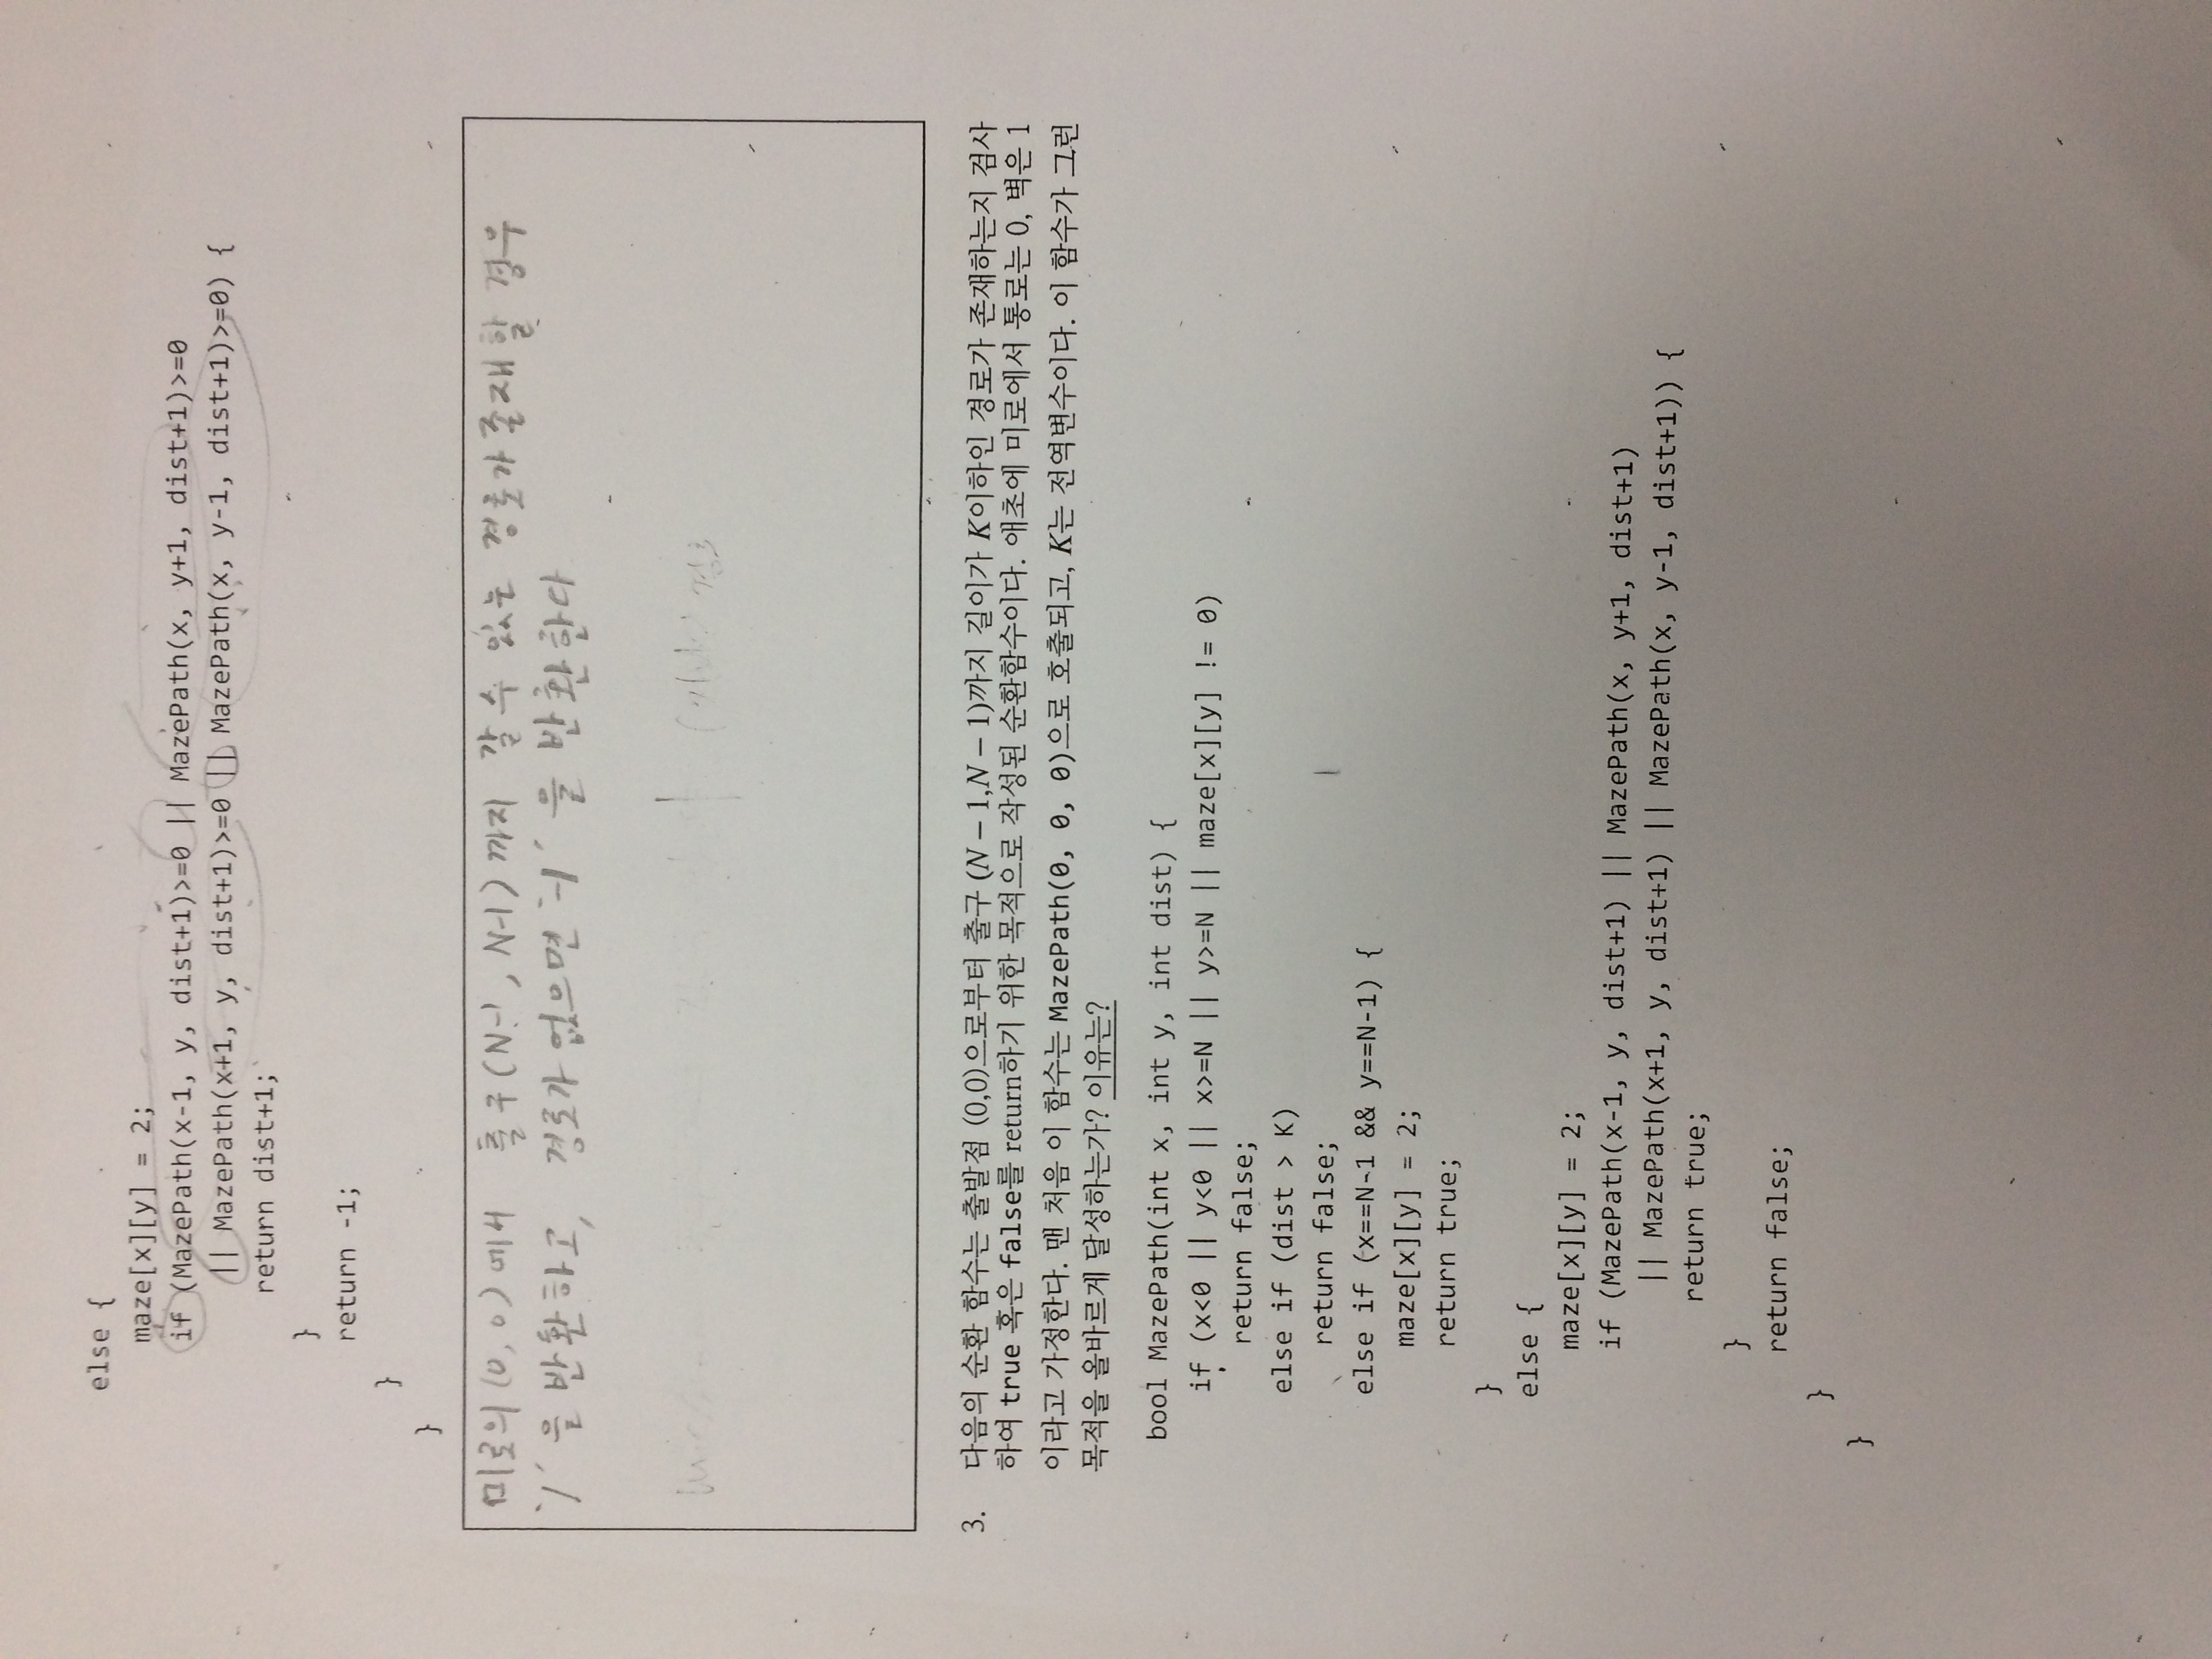 else {
maze[x][y] = 2;
if (MazePath(x-1, y, dist+1)>=0 || MazePath(x, y+1, dist+1)>=0
|| MazePath(x+1, y, dist+1)>=0 || MazePath(x, y-1, dist+1)>=0) {
return dist+1;
}
return -1;
}
}
미로의 (0, 0) 에서 출구 (N-1, N-1) 까지 갈 수 있는 경로가 존재할 경우
'1' 을 반환하고, 경로가 없으면 '-1' 을 반환한다
경로
3. 다음의 순환 함수는 출발점 (0,0)으로부터 출구 (N − 1,N − 1)까지 길이가 K이하인 경로가 존재하는지 검사
하여 true 혹은 false를 return하기 위한 목적으로 작성된 순환함수이다. 애초에 미로에서 통로는 0, 벽은 1
이라고 가정한다. 맨 처음 이 함수는 MazePath(0, 0, 0)으로 호출되고, K는 전역변수이다. 이 함수가 그런
목적을 올바르게 달성하는가? 이유는?
bool MazePath(int x, int y, int dist) {
if (x<0 || y<0 || x>=N || y>=N || maze[x][y] != 0)
return false;
else if (dist > K)
return false;
else if (x==N-1 && y==N-1) {
maze[x][y] = 2;
return true;
}
else {
maze[x][y] = 2;
if (MazePath(x-1, y, dist+1) || MazePath(x, y+1, dist+1)
|| MazePath(x+1, y, dist+1) || MazePath(x, y-1, dist+1)) {
return true;
}
return false;
}
}